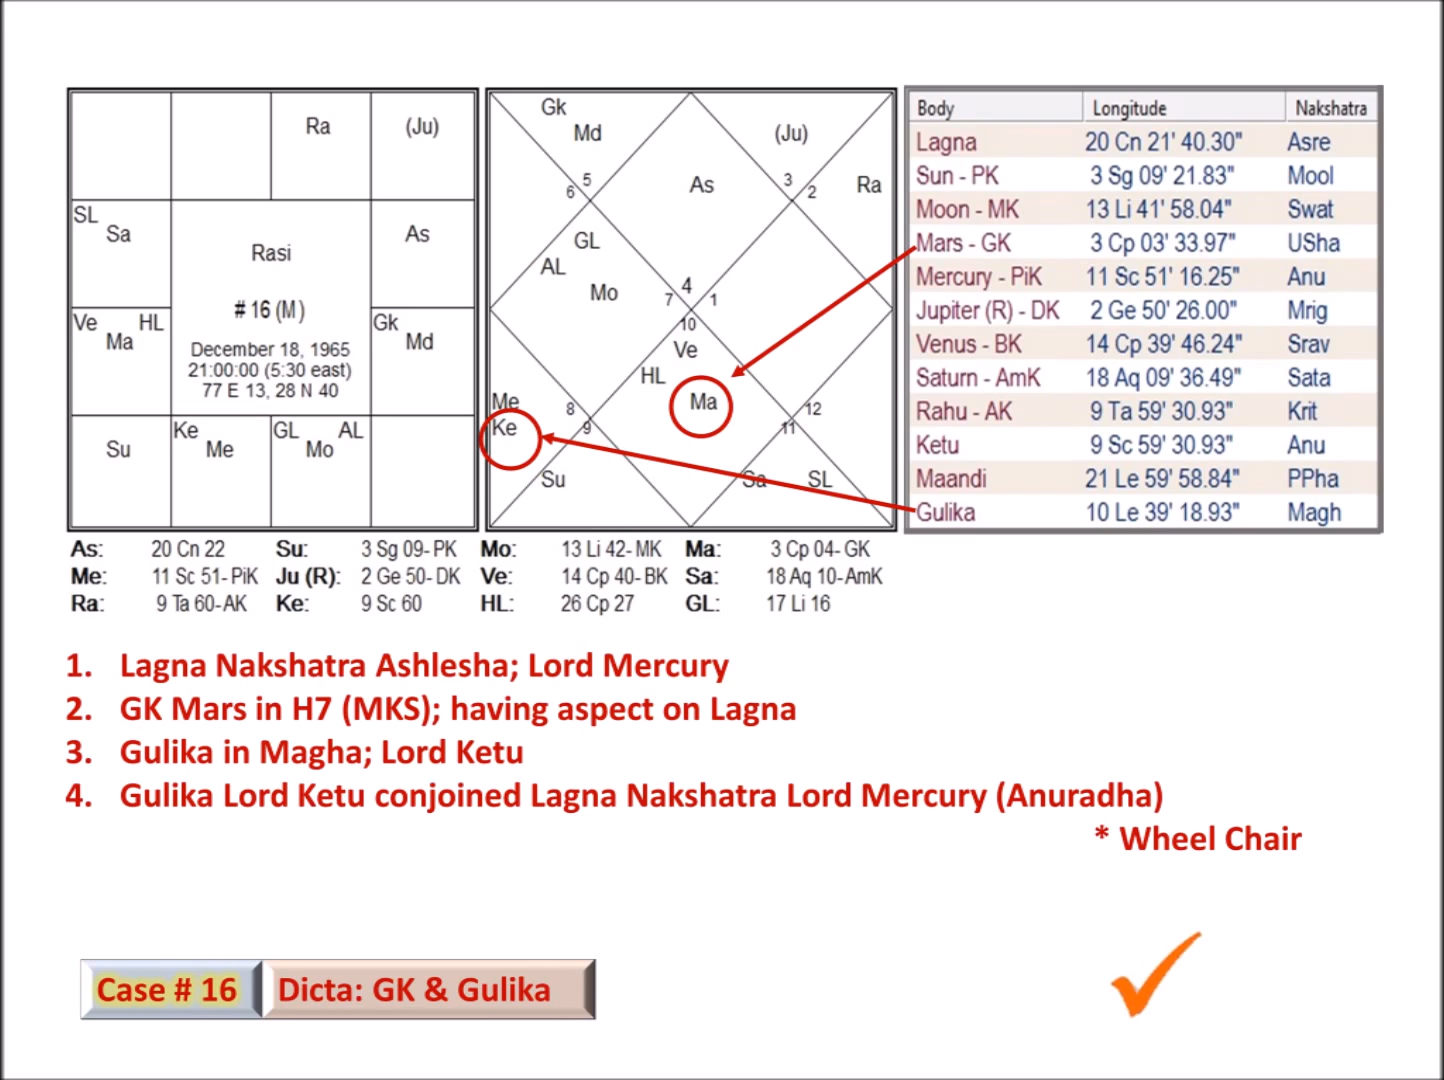 Ra
(Ju)
SL
Sa
As
Rasi
# 16 (M)
December 18, 1965
21:00:00 (5:30 east)
77 E 13, 28 N 40
Ve HL
Ma
Gk
Md
Su
Ke
Me
GL AL
Mo
Gk
Md
(Ju)
5
6
As
3
2
Ra
GL
AL
Mo
4
7
1
10
Ve
HL
Ma
Me
Ke
8
9
12
11
Su
Sa
SL
Body Longitude Nakshatra
Lagna 20 Cn 21' 40.30" Asre
Sun - PK 3 Sg 09' 21.83" Mool
Moon - MK 13 Li 41' 58.04" Swat
Mars - GK 3 Cp 03' 33.97" USha
Mercury - PiK 11 Sc 51' 16.25" Anu
Jupiter (R) - DK 2 Ge 50' 26.00" Mrig
Venus - BK 14 Cp 39' 46.24" Srav
Saturn - AmK 18 Aq 09' 36.49" Sata
Rahu - AK 9 Ta 59' 30.93" Krit
Ketu 9 Sc 59' 30.93" Anu
Maandi 21 Le 59' 58.84" PPha
Gulika 10 Le 39' 18.93" Magh
As: 20 Cn 22 Su: 3 Sg 09- PK Mo: 13 Li 42- MK Ma: 3 Cp 04- GK
Me: 11 Sc 51- PiK Ju (R): 2 Ge 50- DK Ve: 14 Cp 40- BK Sa: 18 Aq 10-AmK
Ra: 9 Ta 60-AK Ke: 9 Sc 60 HL: 26 Cp 27 GL: 17 Li 16
1. Lagna Nakshatra Ashlesha; Lord Mercury
2. GK Mars in H7 (MKS); having aspect on Lagna
3. Gulika in Magha; Lord Ketu
4. Gulika Lord Ketu conjoined Lagna Nakshatra Lord Mercury (Anuradha)
* Wheel Chair
Case # 16 Dicta: GK & Gulika